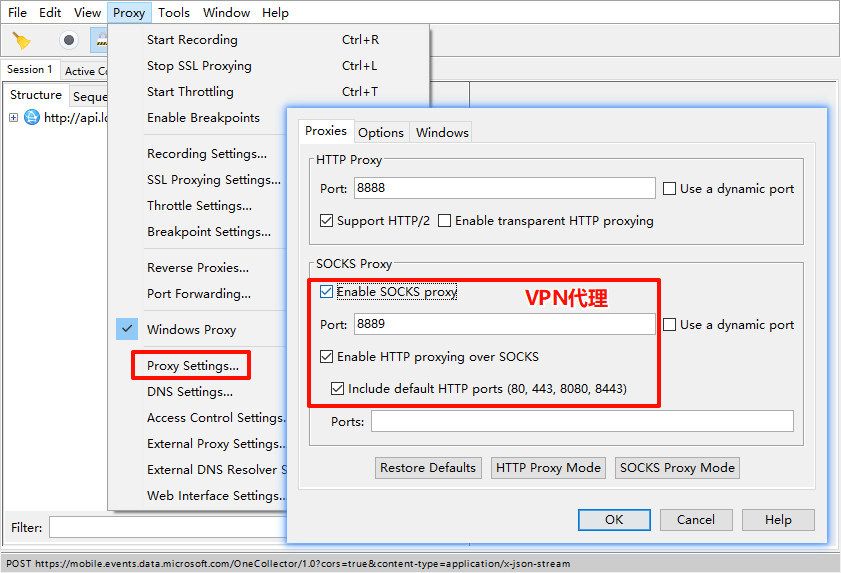 File Edit View Proxy Tools Window Help
Start Recording Ctrl+R
Stop SSL Proxying Ctrl+L
Start Throttling Ctrl+T
Enable Breakpoints
Recording Settings...
SSL Proxying Settings...
Throttle Settings...
Breakpoint Settings...
Reverse Proxies...
Port Forwarding...
Windows Proxy
Proxy Settings...
DNS Settings...
Access Control Settings.
External Proxy Settings..
External DNS Resolver S
Web Interface Settings..
Session 1 Active Co
Structure Seque
http://api.lo
Filter:
Proxies Options Windows
HTTP Proxy
Port: 8888 Use a dynamic port
Support HTTP/2 Enable transparent HTTP proxying
SOCKS Proxy
Enable SOCKS proxy VPN代理
Port: 8889 Use a dynamic port
Enable HTTP proxying over SOCKS
Include default HTTP ports (80, 443, 8080, 8443)
Ports:
Restore Defaults HTTP Proxy Mode SOCKS Proxy Mode
OK Cancel Help
POST https://mobile.events.data.microsoft.com/OneCollector/1.0?cors=true&content-type=application/x-json-stream